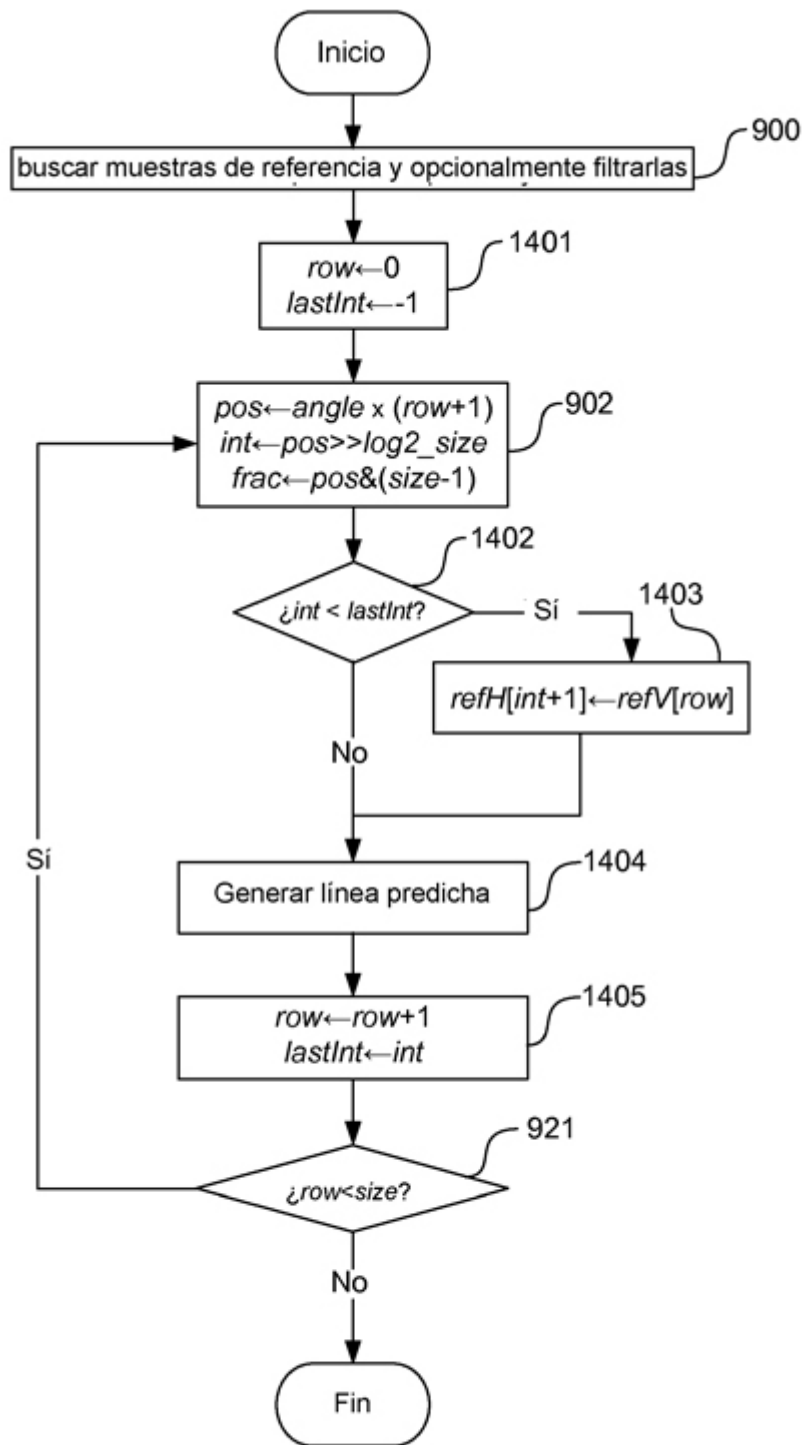 Inicio
900
buscar muestras de referencia y opcionalmente filtrarlas
1401
row←0
lastInt←-1
902
pos←angle x (row+1)
int←pos>>log2_size
frac←pos&(size-1)
1402
¿int < lastInt?
Sí
1403
refH[int+1]←refV[row]
No
Sí
1404
Generar línea predicha
1405
row←row+1
lastInt←int
921
¿row<size?
No
Fin